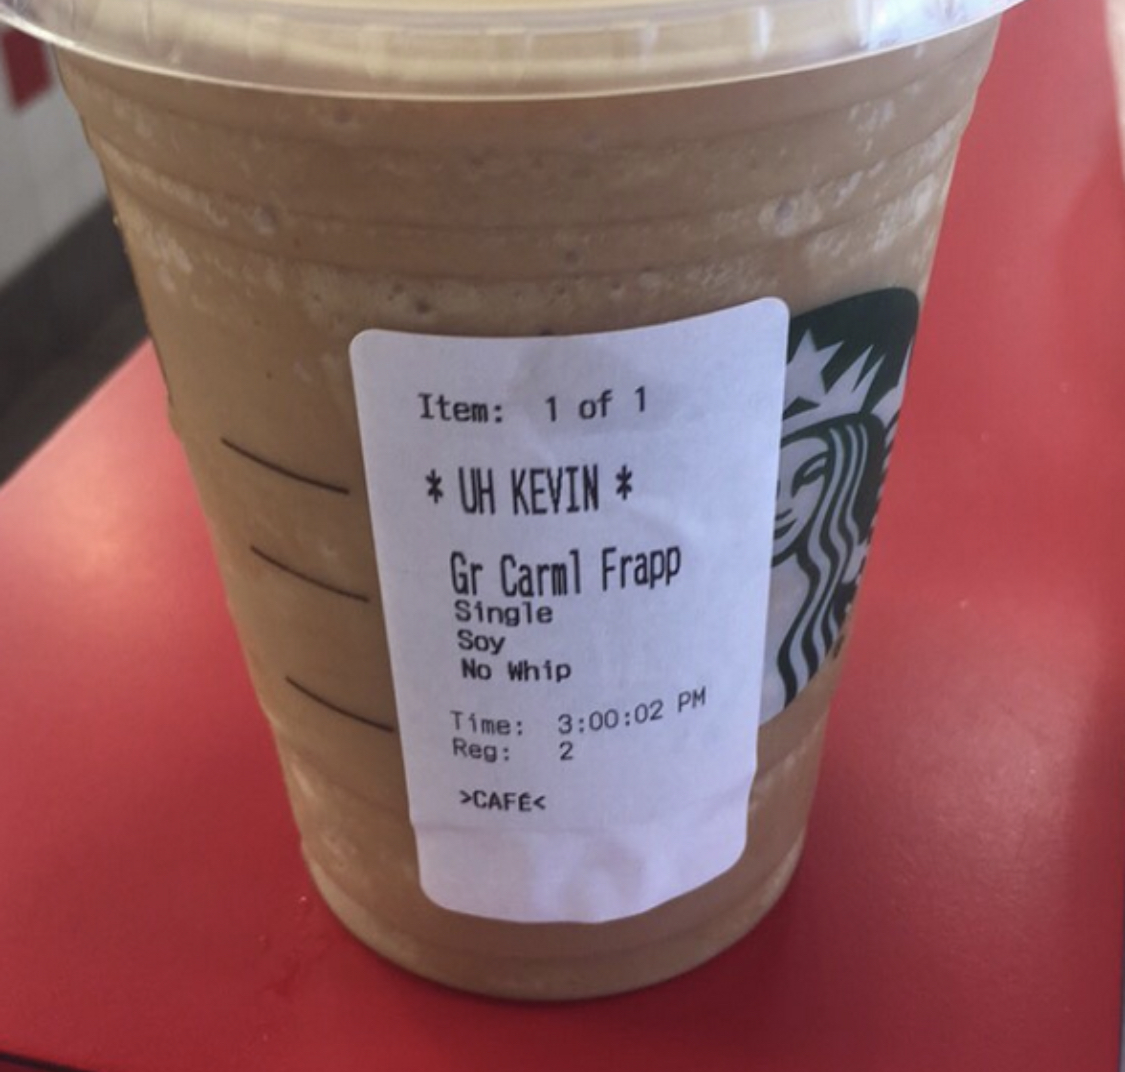 Item: 1 of 1
* UH KEVIN *
Gr Carml Frapp
Single
Soy
No Whip
Time: 3:00:02 PM
Reg: 2
>CAFÉ<